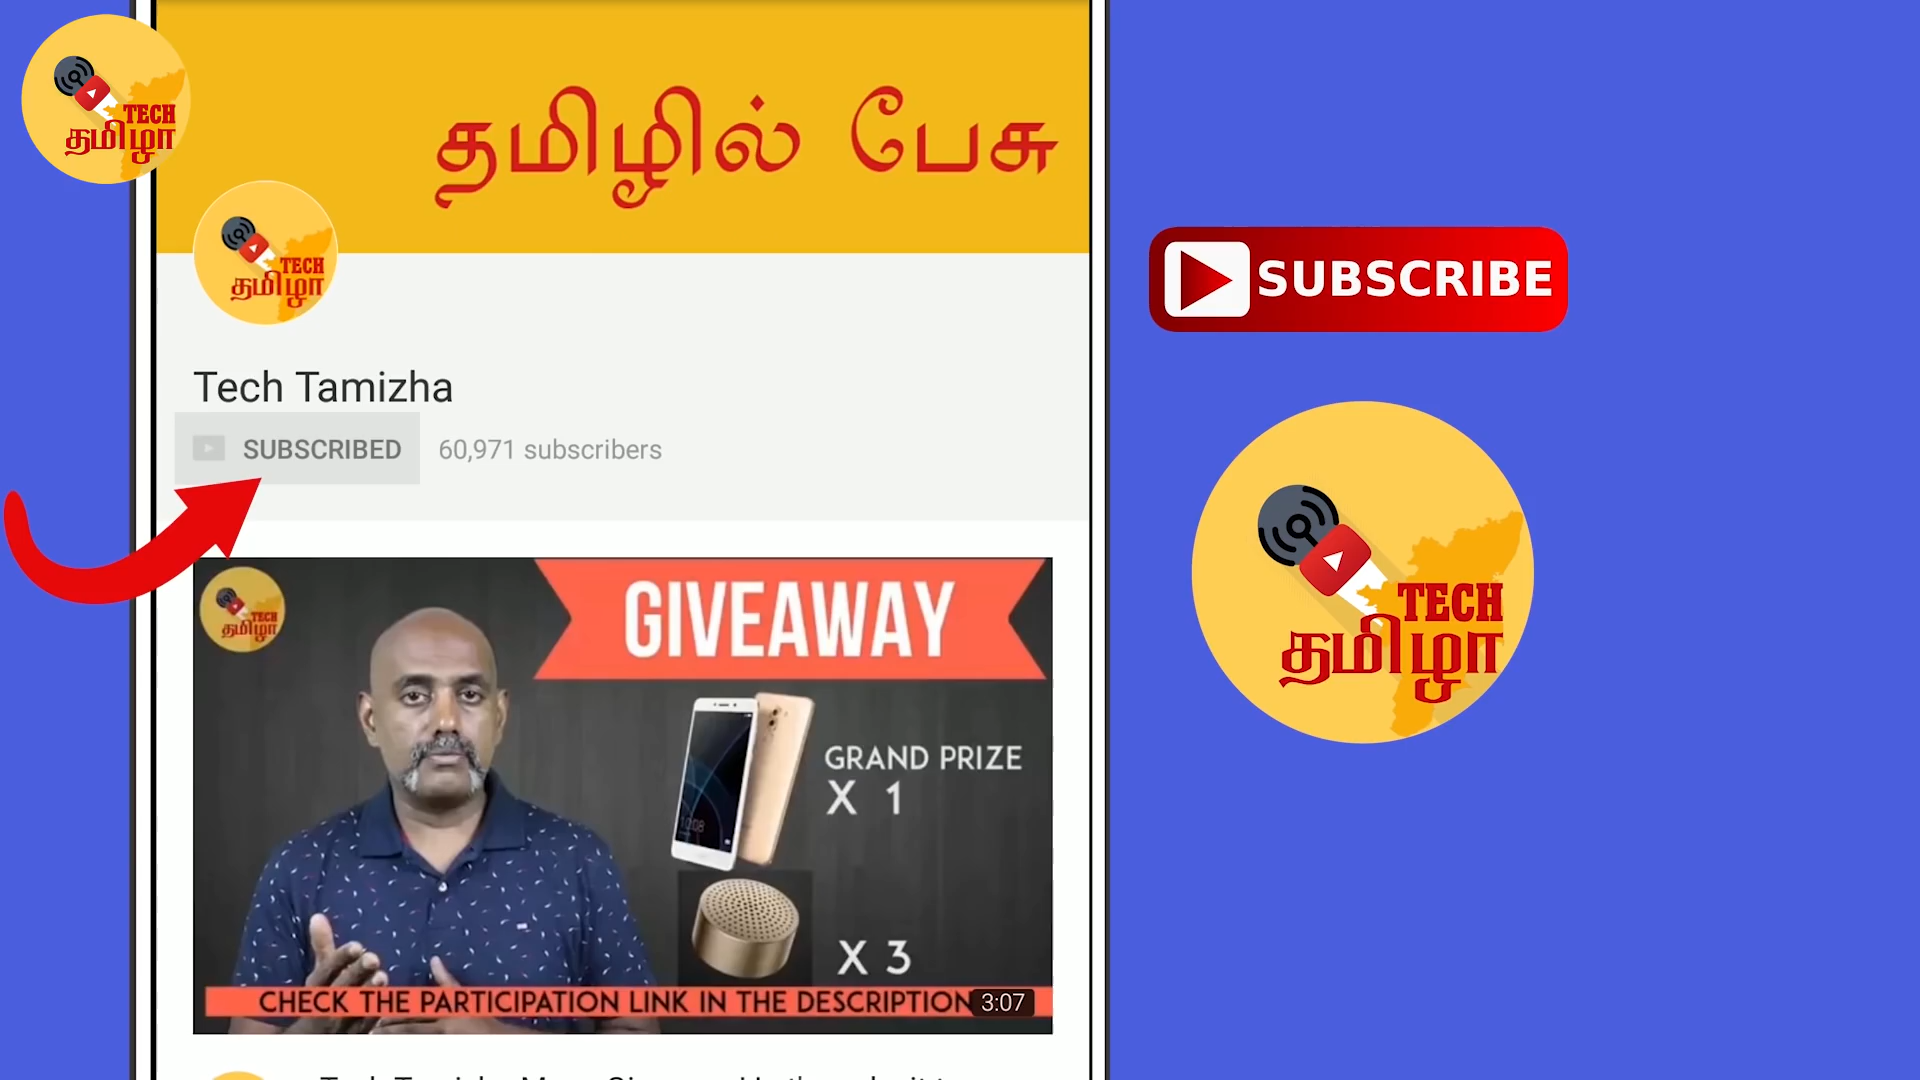 TECH
தமிழா
தமிழில் பேசு
TECH
தமிழா
Tech Tamizha
SUBSCRIBED 60,971 subscribers
SUBSCRIBE
TECH
தமிழா
TECH
தமிழா
GIVEAWAY
GRAND PRIZE
X 1
X 3
CHECK THE PARTICIPATION LINK IN THE DESCRIPTION
3:07